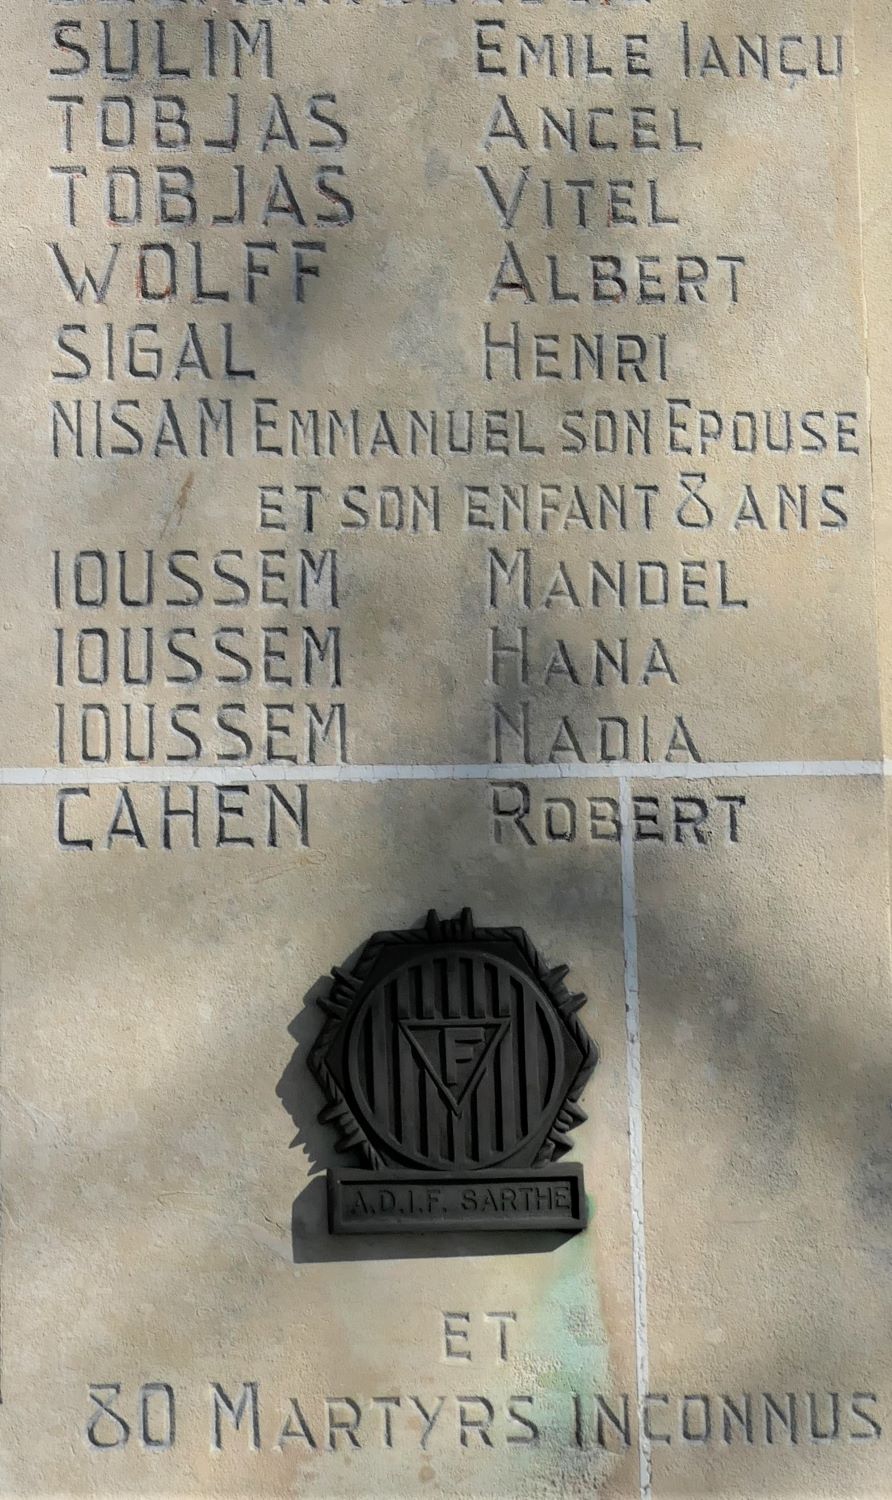 SULIM EMILE IANÇU
TOBJAS ANCEL
TOBJAS VITEL
WOLFF ALBERT
SIGAL HENRI
NISAM EMMANUEL SON EPOUSE
ET SON ENFANT 8 ANS
IOUSSEM MANDEL
IOUSSEM HANA
IOUSSEM NADIA
CAHEN ROBERT
F
A.D.I.F. SARTHE
ET
80 MARTYRS INCONNUS